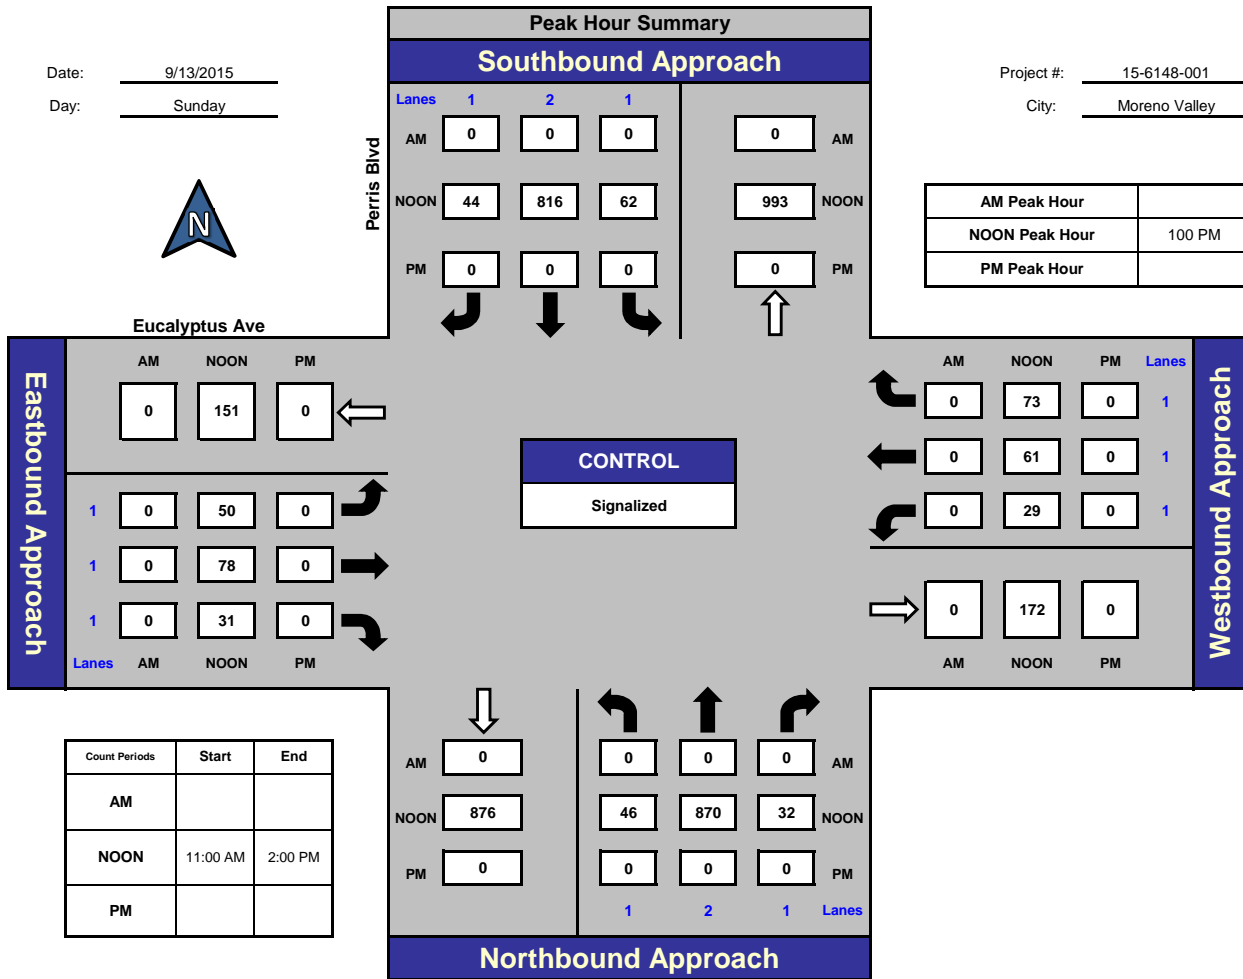 Peak Hour Summary
Southbound Approach
Date: 9/13/2015
Day: Sunday
Project #: 15-6148-001
City: Moreno Valley
Perris Blvd
Lanes 1 2 1
AM 0 0 0 0 AM
NOON 44 816 62 993 NOON
PM 0 0 0 0 PM
N
AM Peak Hour
NOON Peak Hour 100 PM
PM Peak Hour
Eucalyptus Ave
Eastbound Approach
AM NOON PM
0 151 0
1 0 50 0
1 0 78 0
1 0 31 0
Lanes AM NOON PM
CONTROL
Signalized
AM NOON PM Lanes
0 73 0 1
0 61 0 1
0 29 0 1
0 172 0
AM NOON PM
Westbound Approach
Count Periods Start End
AM
NOON 11:00 AM 2:00 PM
PM
AM 0 0 0 0 AM
NOON 876 46 870 32 NOON
PM 0 0 0 0 PM
1 2 1 Lanes
Northbound Approach